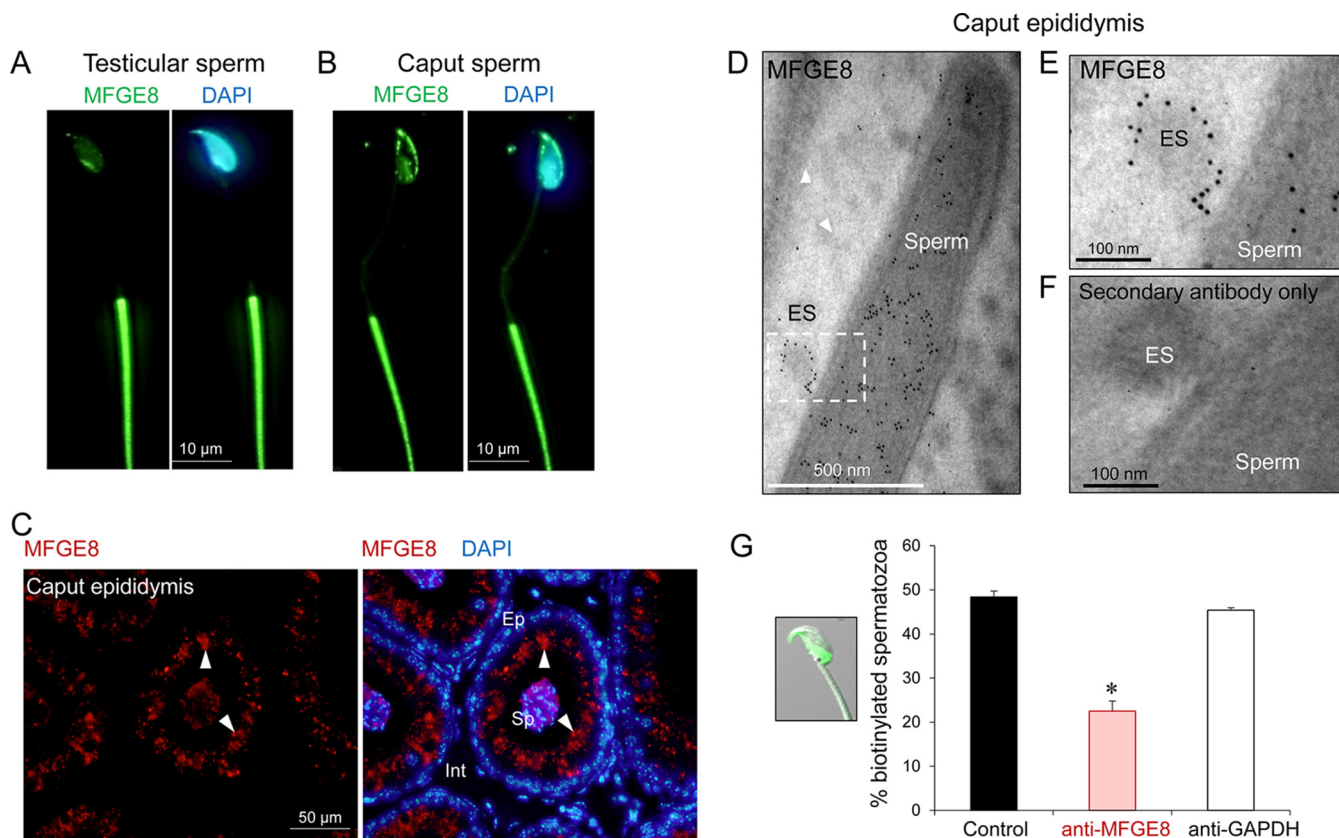 A
Testicular sperm
MFGE8 DAPI
10 µm
B
Caput sperm
MFGE8 DAPI
10 µm
C
MFGE8
Caput epididymis
50 µm
MFGE8 DAPI
Ep
Sp
Int
Caput epididymis
D
MFGE8
Sperm
ES
500 nm
E
MFGE8
ES
Sperm
100 nm
F
Secondary antibody only
ES
Sperm
100 nm
G
% biotinylated spermatozoa
60
50
40
30
20
10
0
*
Control anti-MFGE8 anti-GAPDH